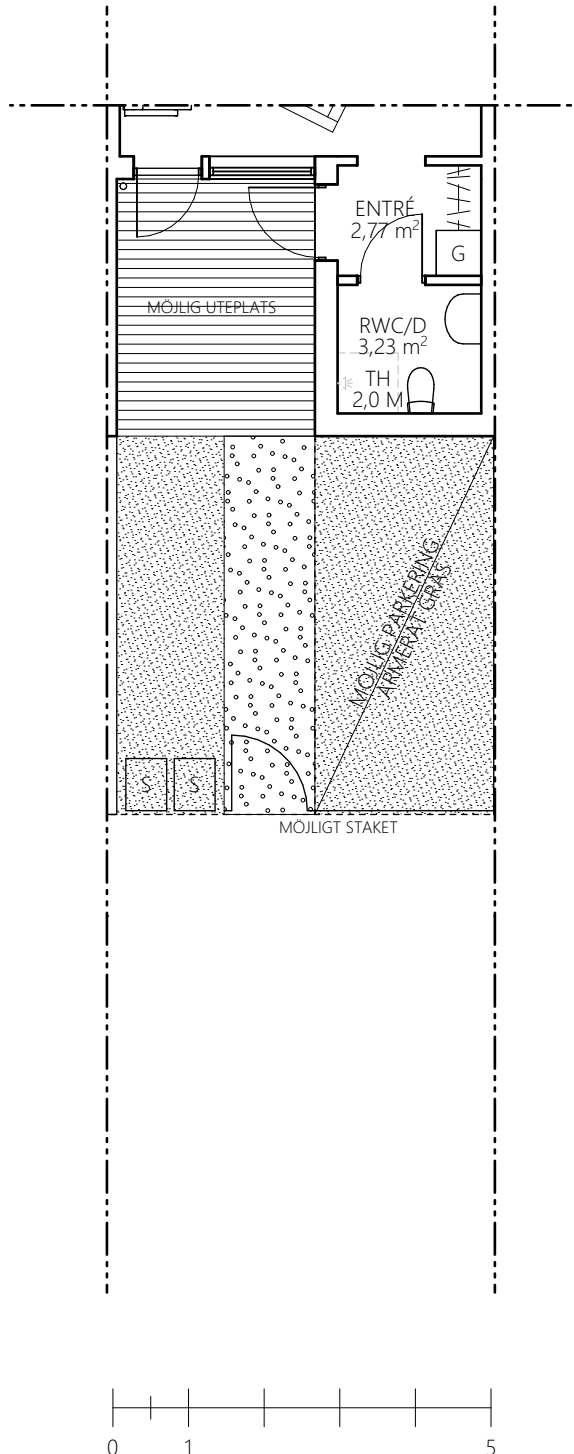 ENTRÉ
2,77 m²
G
MÖJLIG UTEPLATS
RWC/D
3,23 m²
TH
2,0 M
MÖJLIG PARKERING
ARMERAT GRÄS
S
S
MÖJLIGT STAKET
0 1 5